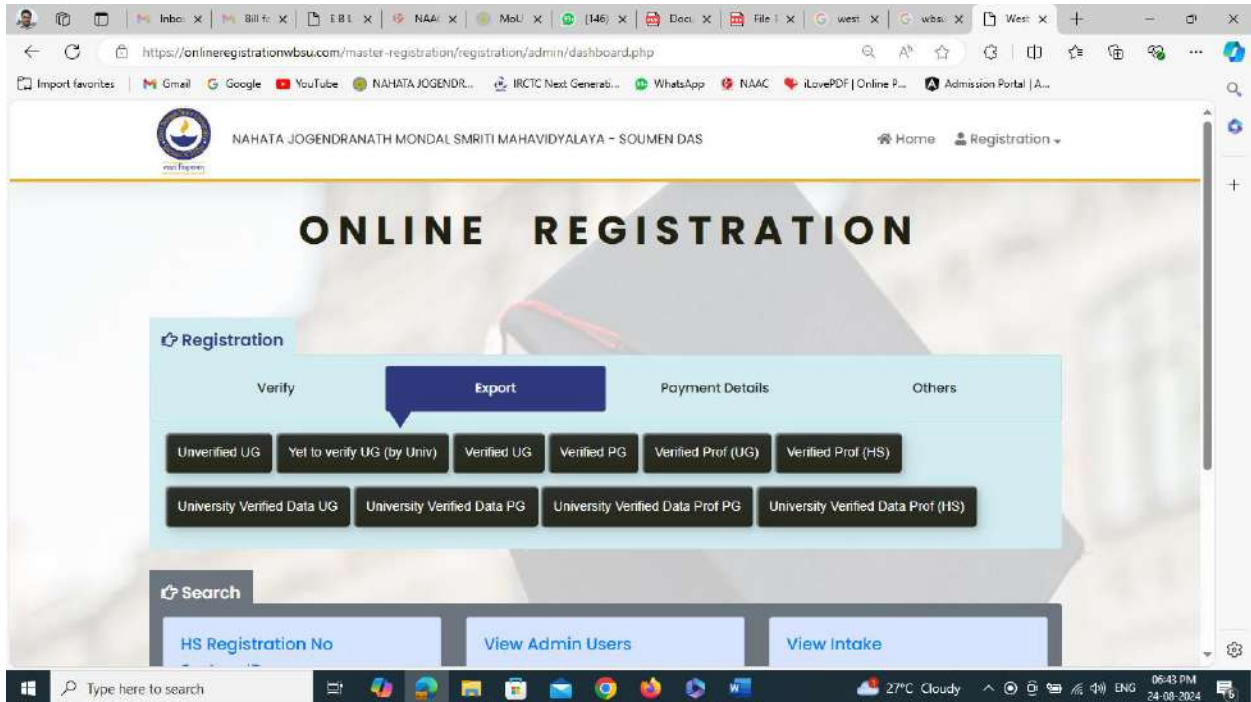 Inbo:
Bill fo
E B L
NAAC
MoU
(146)
Docu
File
west
wbsu
West
https://onlineregistrationwbsu.com/master-registration/registration/admin/dashboard.php
Import favorites
Gmail
Google
YouTube
NAHATA JOGENDR...
IRCTC Next Generati...
WhatsApp
NAAC
iLovePDF | Online P...
Admission Portal | A...
NAHATA JOGENDRANATH MONDAL SMRITI MAHAVIDYALAYA - SOUMEN DAS
Home
Registration
ONLINE REGISTRATION
Registration
Verify
Export
Payment Details
Others
Unverified UG
Yet to verify UG (by Univ)
Verified UG
Verified PG
Verified Prof (UG)
Verified Prof (HS)
University Verified Data UG
University Verified Data PG
University Verified Data Prof PG
University Verified Data Prof (HS)
Search
HS Registration No
View Admin Users
View Intake
Type here to search
27°C Cloudy
ENG
06:43 PM
24-08-2024